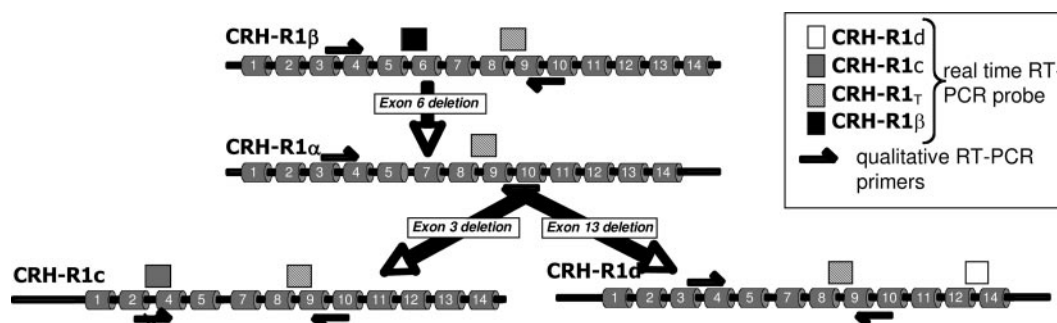 CRH-R1β
1 2 3 4 5 6 7 8 9 10 11 12 13 14
Exon 6 deletion
CRH-R1α
1 2 3 4 5 7 8 9 10 11 12 13 14
Exon 3 deletion
Exon 13 deletion
CRH-R1c
1 2 4 5 7 8 9 10 11 12 13 14
CRH-R1d
1 2 3 4 5 7 8 9 10 11 12 14
CRH-R1d
CRH-R1c
CRH-R1T
CRH-R1β
real time RT-
PCR probe
qualitative RT-PCR
primers